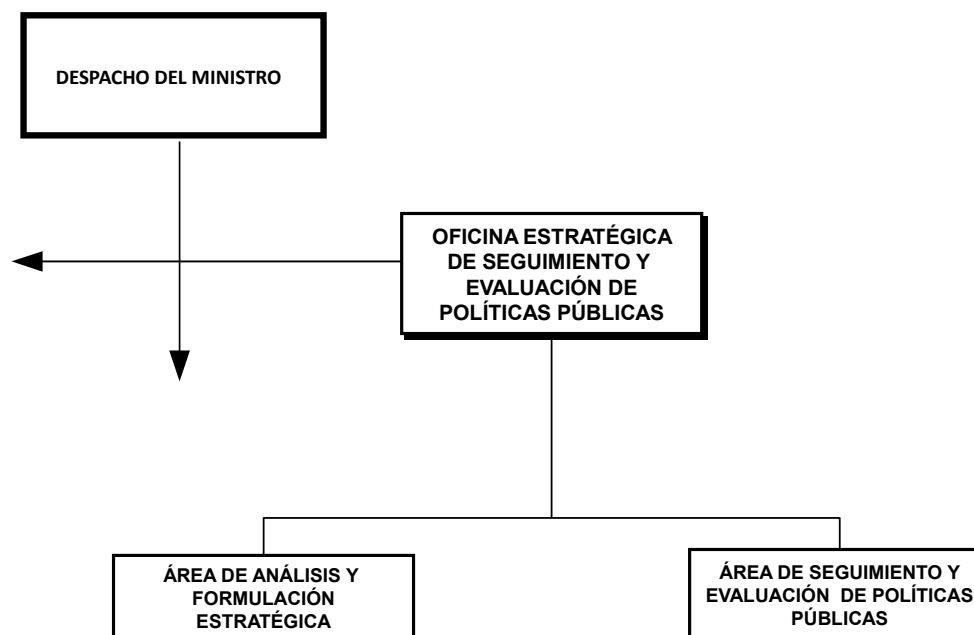 DESPACHO DEL MINISTRO
OFICINA ESTRATÉGICA
DE SEGUIMIENTO Y
EVALUACIÓN DE
POLÍTICAS PÚBLICAS
ÁREA DE ANÁLISIS Y
FORMULACIÓN
ESTRATÉGICA
ÁREA DE SEGUIMIENTO Y
EVALUACIÓN DE POLÍTICAS
PÚBLICAS